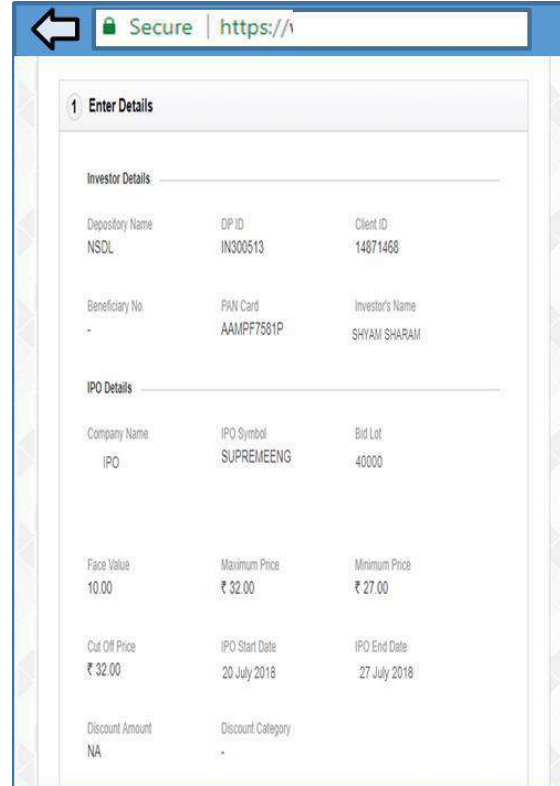 Secure | https://
1 Enter Details
Investor Details
Depository Name DP ID Client ID
NSDL IN300513 14871468
Beneficiary No. PAN Card Investor's Name
- AAMPF7581P SHYAM SHARAM
IPO Details
Company Name IPO Symbol Bid Lot
IPO SUPREMEENG 40000
Face Value Maximum Price Minimum Price
10.00 ₹ 32.00 ₹ 27.00
Cut Off Price IPO Start Date IPO End Date
₹ 32.00 20 July 2018 27 July 2018
Discount Amount Discount Category
NA -